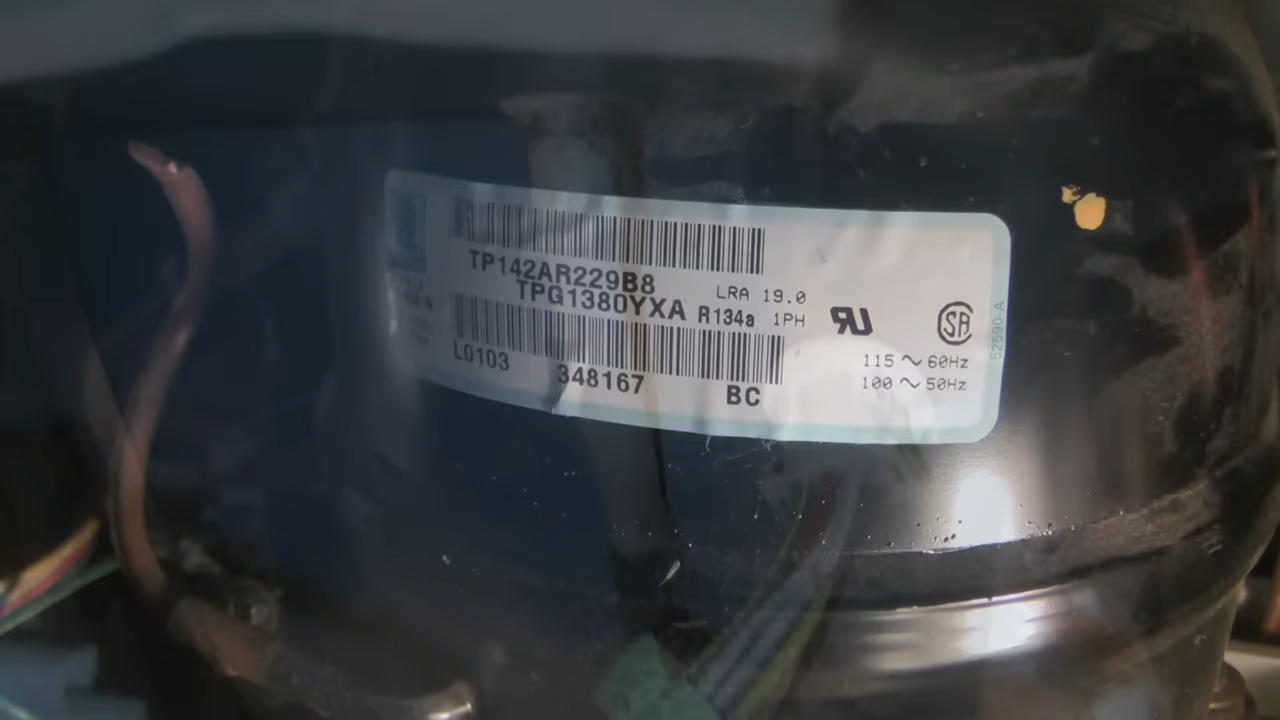 TP142AR229B8
LRA 19.0
TPG1380YXA R134a 1PH
L0103 348167 BC
115~60Hz
100~50Hz
52590-A